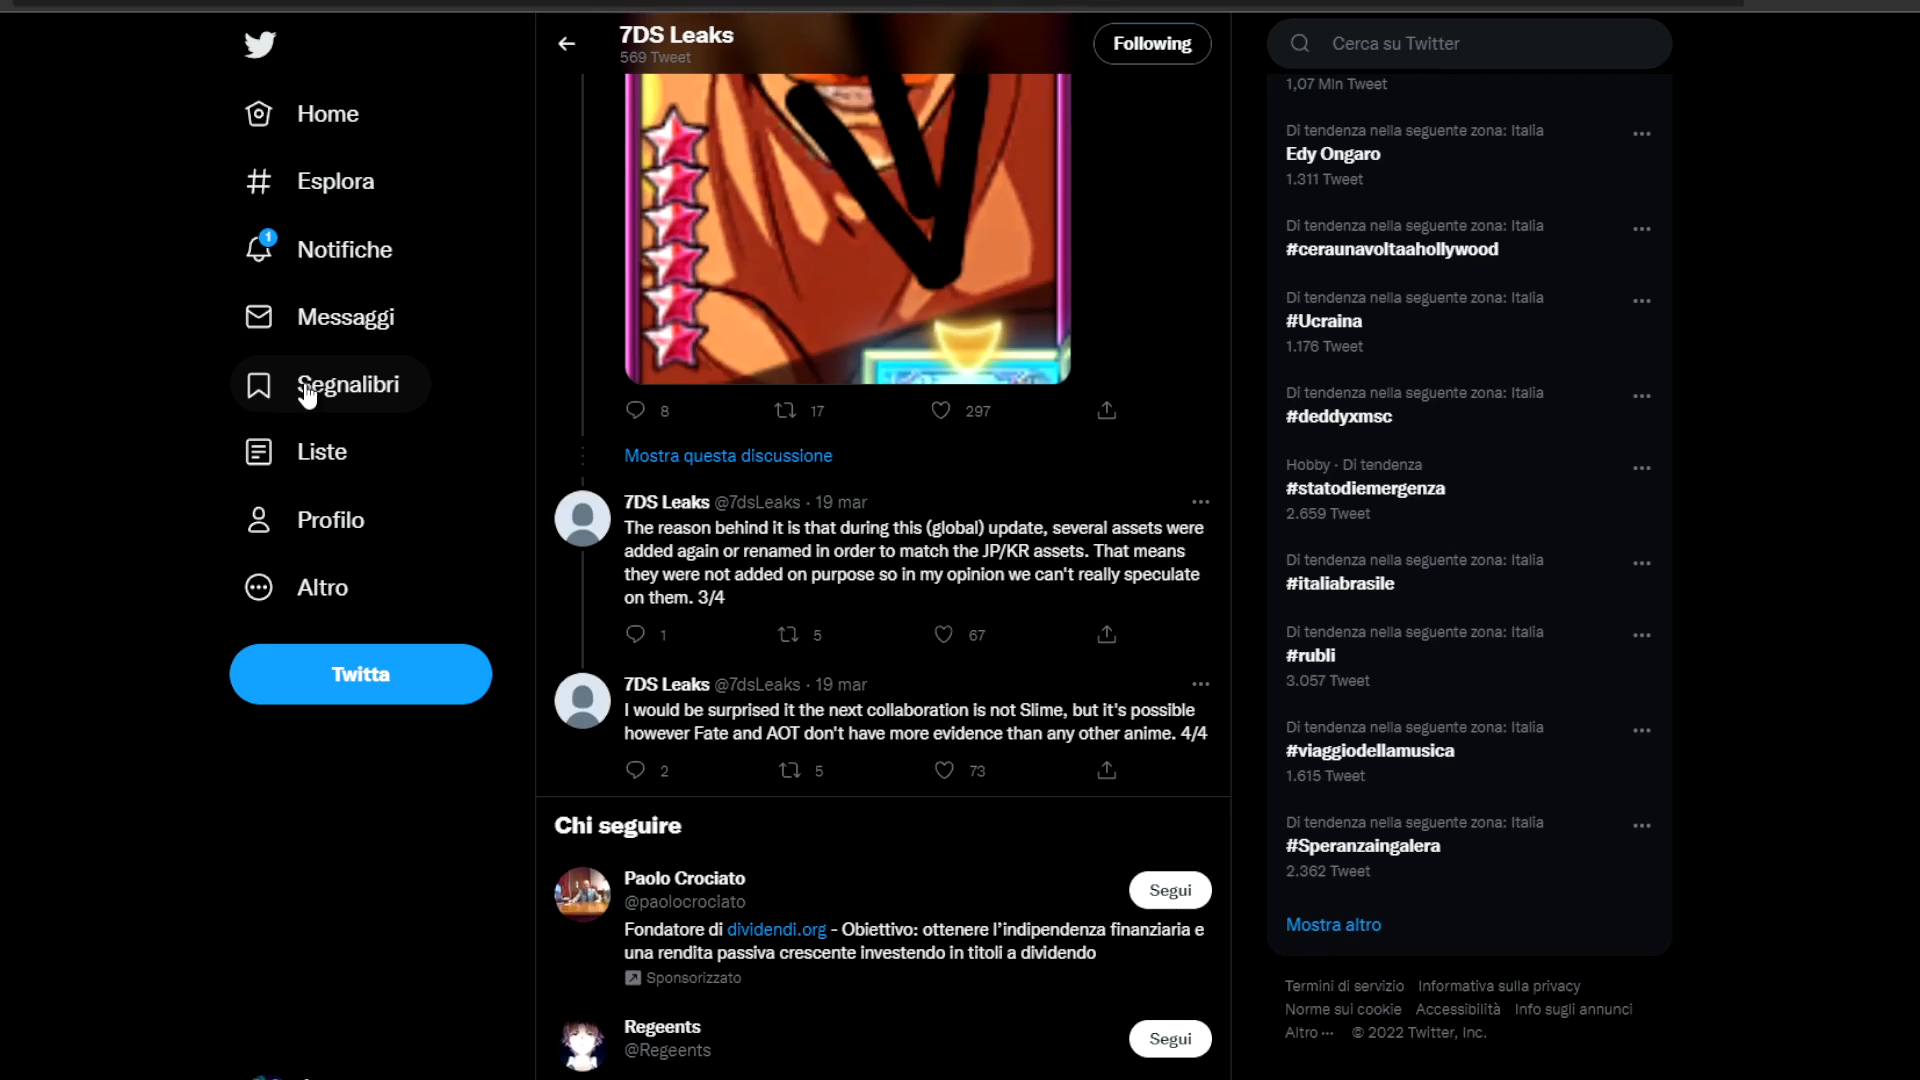 Home
Esplora
1
Notifiche
Messaggi
Segnalibri
Liste
Profilo
Altro
Twitta
7DS Leaks
569 Tweet
Following
8 17 297
Mostra questa discussione
7DS Leaks @7dsLeaks · 19 mar
The reason behind it is that during this (global) update, several assets were
added again or renamed in order to match the JP/KR assets. That means
they were not added on purpose so in my opinion we can't really speculate
on them. 3/4
1 5 67
7DS Leaks @7dsLeaks · 19 mar
I would be surprised it the next collaboration is not Slime, but it's possible
however Fate and AOT don't have more evidence than any other anime. 4/4
2 5 73
Chi seguire
Paolo Crociato
@paolocrociato
Segui
Fondatore di dividendi.org - Obiettivo: ottenere l'indipendenza finanziaria e
una rendita passiva crescente investendo in titoli a dividendo
Sponsorizzato
Regeents
@Regeents
Segui
Cerca su Twitter
1,07 Mln Tweet
Di tendenza nella seguente zona: Italia
Edy Ongaro
1.311 Tweet
Di tendenza nella seguente zona: Italia
#ceraunavoltaahollywood
Di tendenza nella seguente zona: Italia
#Ucraina
1.176 Tweet
Di tendenza nella seguente zona: Italia
#deddyxmsc
Hobby · Di tendenza
#statodiemergenza
2.659 Tweet
Di tendenza nella seguente zona: Italia
#italiabrasile
Di tendenza nella seguente zona: Italia
#rubli
3.057 Tweet
Di tendenza nella seguente zona: Italia
#viaggiodellamusica
1.615 Tweet
Di tendenza nella seguente zona: Italia
#Speranzaingalera
2.362 Tweet
Mostra altro
Termini di servizio Informativa sulla privacy
Norme sui cookie Accessibilità Info sugli annunci
Altro ··· © 2022 Twitter, Inc.